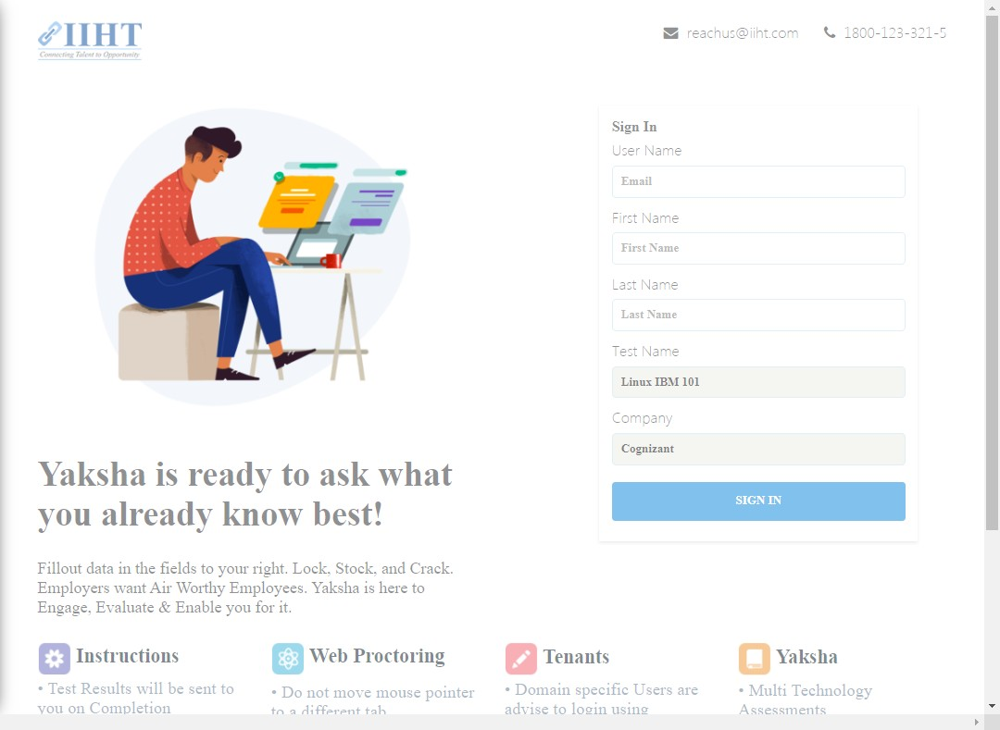 IIHT
Connecting Talent to Opportunity
reachus@iiht.com
1800-123-321-5
Sign In
User Name
Email
First Name
First Name
Last Name
Last Name
Test Name
Linux IBM 101
Company
Cognizant
SIGN IN
Yaksha is ready to ask what
you already know best!
Fillout data in the fields to your right. Lock, Stock, and Crack.
Employers want Air Worthy Employees. Yaksha is here to
Engage, Evaluate & Enable you for it.
Instructions
• Test Results will be sent to
you on Completion
Web Proctoring
• Do not move mouse pointer
to a different tab
Tenants
• Domain specific Users are
advise to login using
Yaksha
• Multi Technology
Assessments